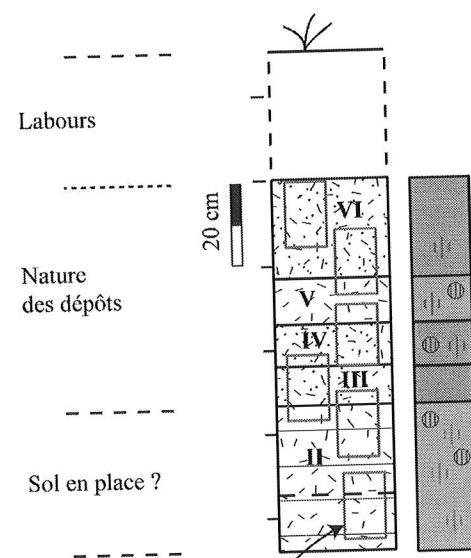 Labours
20 cm
VI
Nature
des dépôts
V
IV
III
II
Sol en place ?